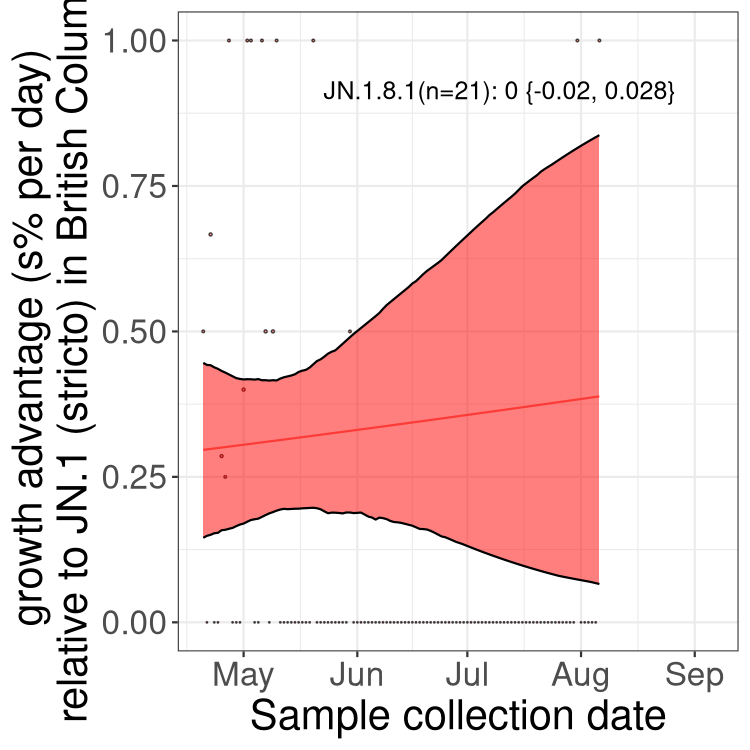 growth advantage (s% per day)
relative to JN.1 (stricto) in British Colum
1.00
0.75
0.50
0.25
0.00
JN.1.8.1(n=21): 0 {-0.02, 0.028}
May Jun Jul Aug Sep
Sample collection date